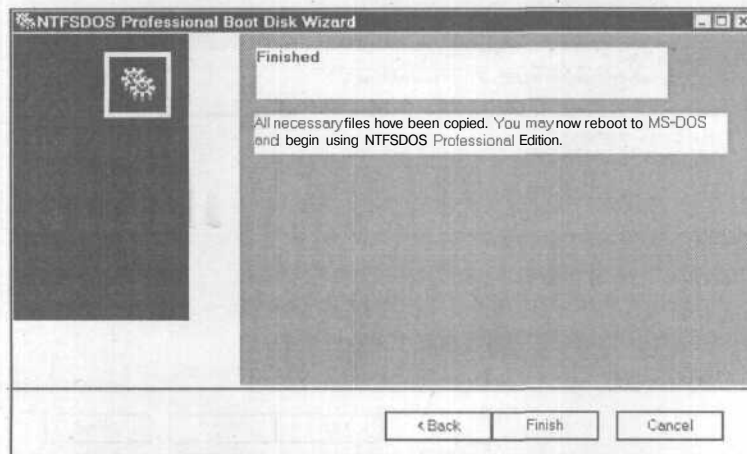 NTFSDOS Professional Boot Disk Wizard
Finished
All necessary files hove been copied. You may now reboot to MS-DOS
and begin using NTFSDOS Professional Edition.
< Back
Finish
Cancel